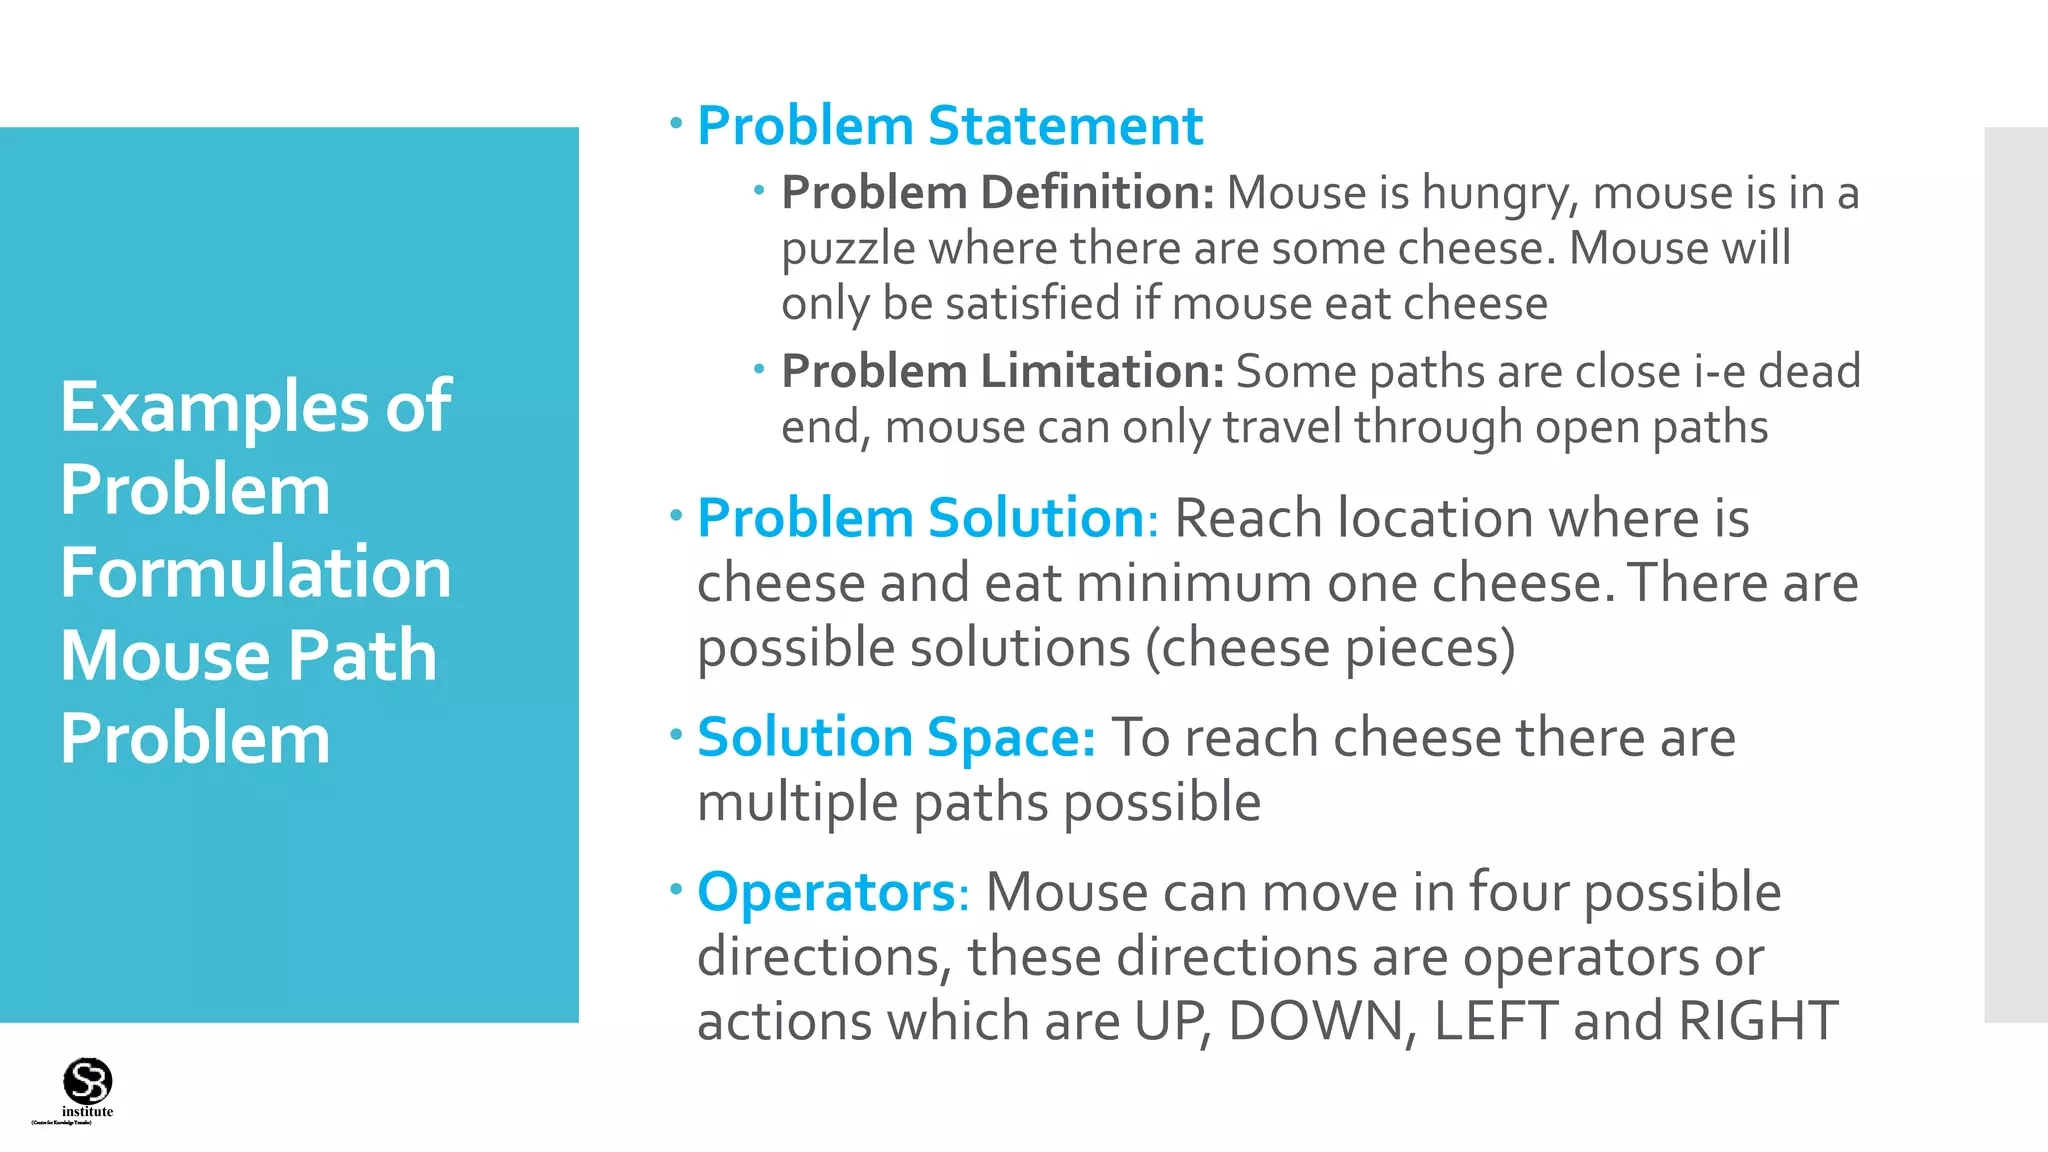 Examples of
Problem
Formulation
Mouse Path
Problem
Problem Statement
Problem Definition: Mouse is hungry, mouse is in a
puzzle where there are some cheese. Mouse will
only be satisfied if mouse eat cheese
Problem Limitation: Some paths are close i-e dead
end, mouse can only travel through open paths
Problem Solution: Reach location where is
cheese and eat minimum one cheese. There are
possible solutions (cheese pieces)
Solution Space: To reach cheese there are
multiple paths possible
Operators: Mouse can move in four possible
directions, these directions are operators or
actions which are UP, DOWN, LEFT and RIGHT
SB
institute
(Centre for Knowledge Transfer)